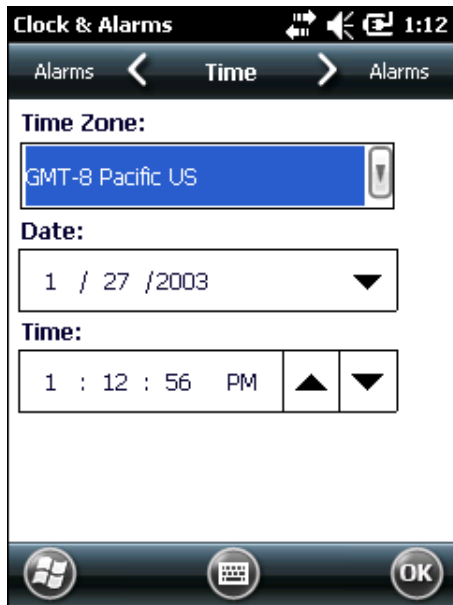 Clock & Alarms 1:12
Alarms Time Alarms
Time Zone:
GMT-8 Pacific US
Date:
1 / 27 /2003
Time:
1 : 12 : 56 PM
OK